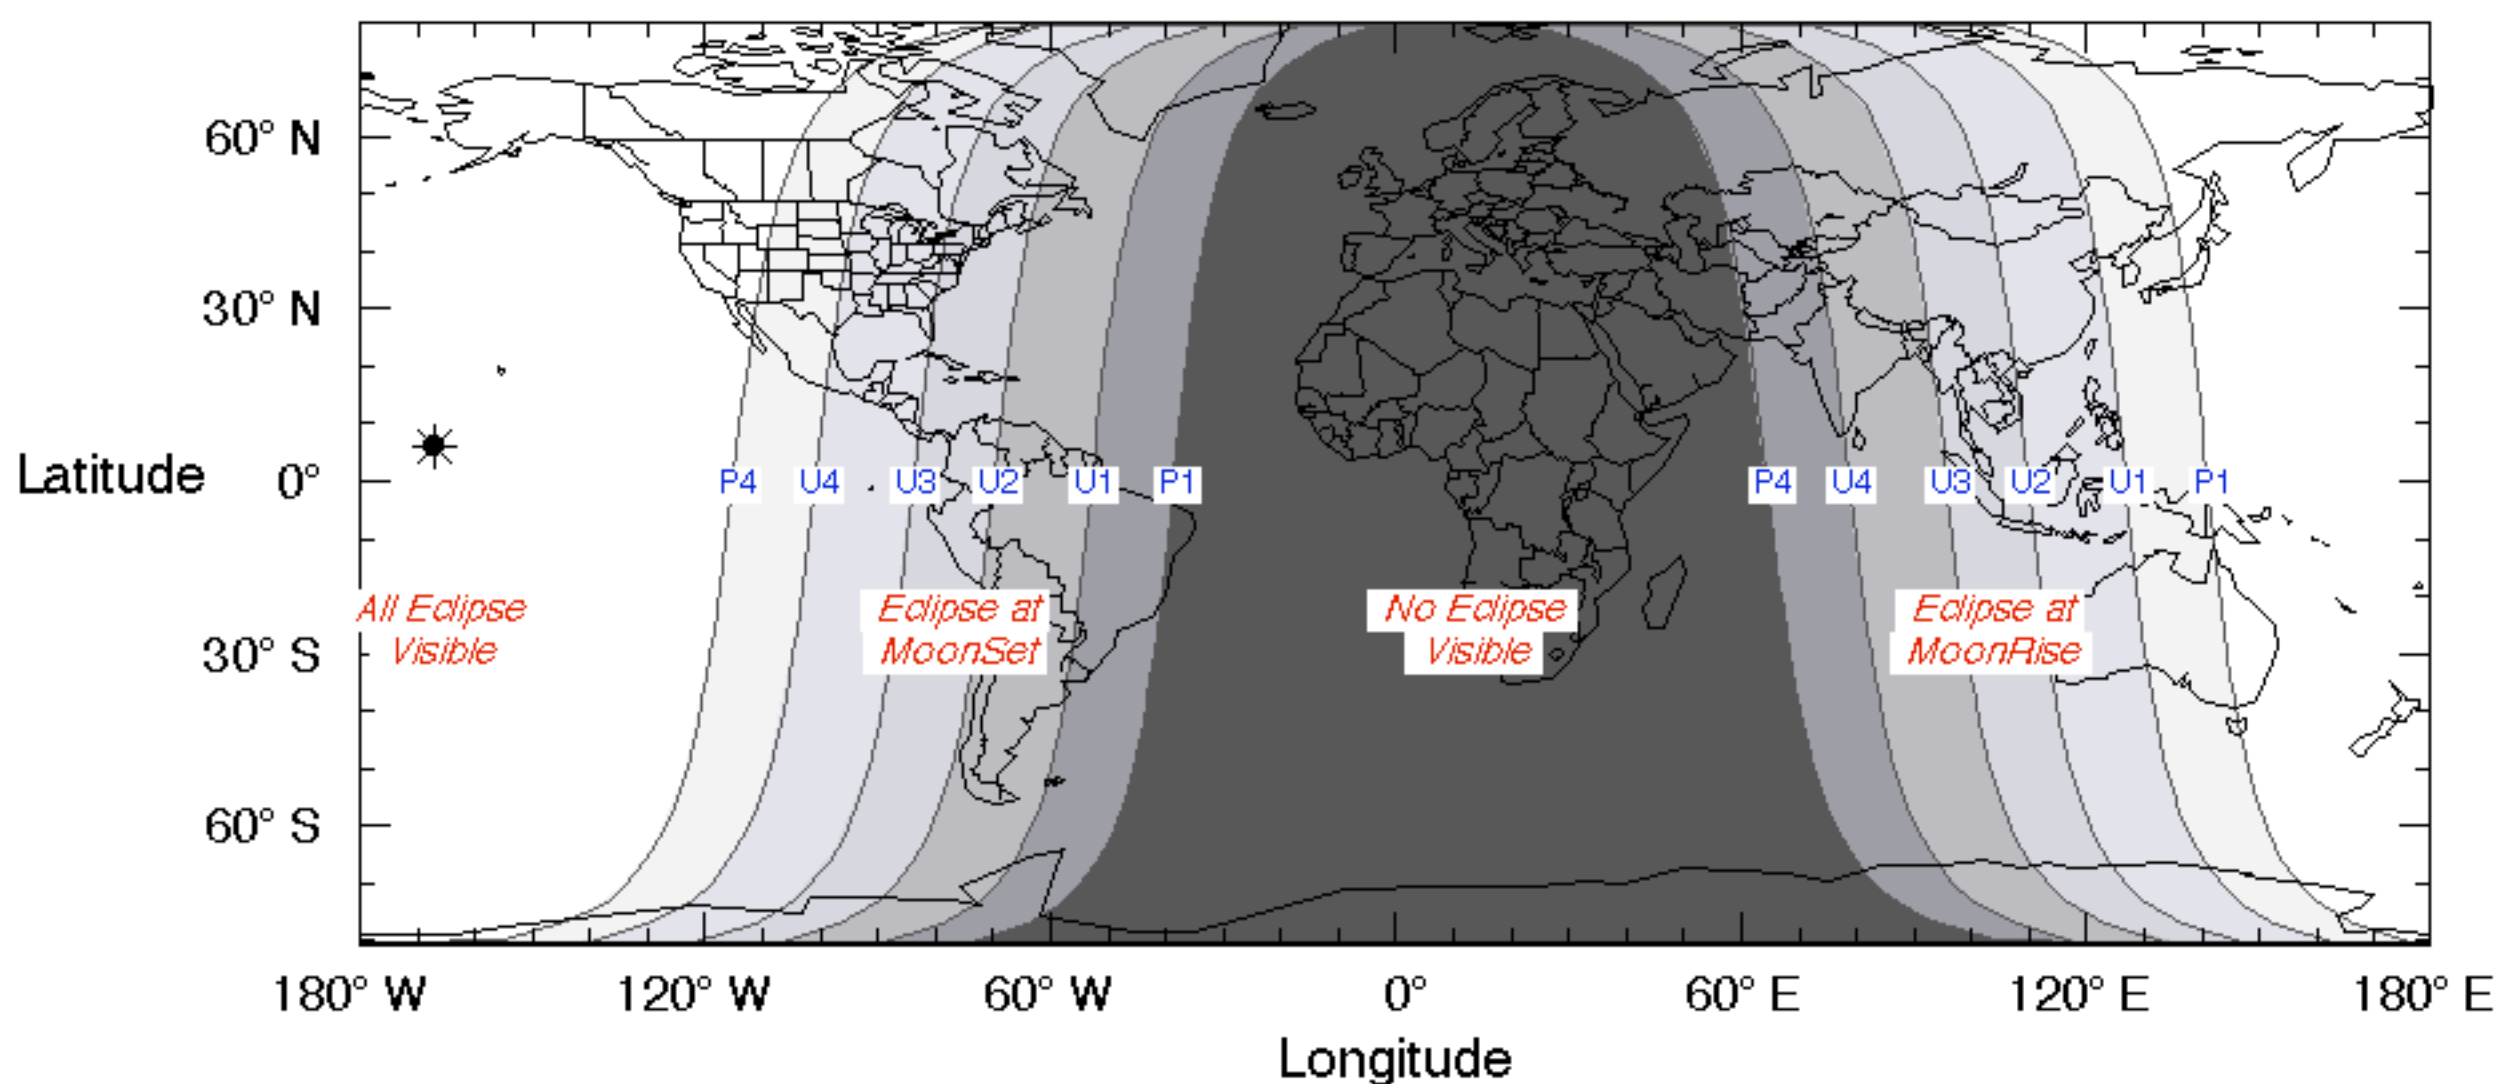 60° N
30° N
Latitude 0°
P4 U4 U3 U2 U1 P1 P4 U4 U3 U2 U1 P1
All Eclipse Visible
Eclipse at MoonSet
No Eclipse Visible
Eclipse at MoonRise
30° S
60° S
180° W 120° W 60° W 0° 60° E 120° E 180° E
Longitude